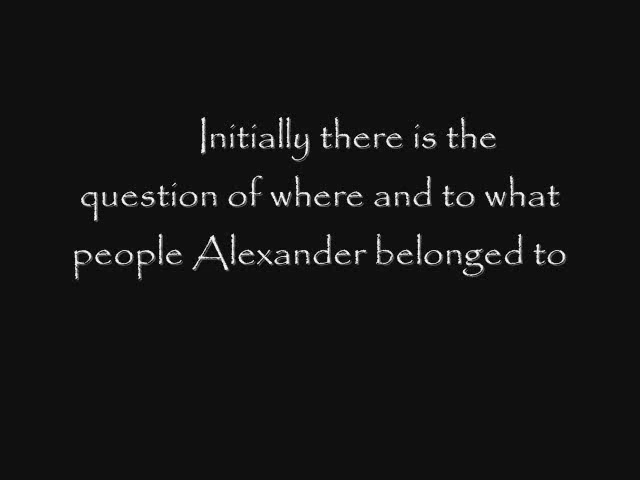 Initially there is the
question of where and to what
people Alexander belonged to